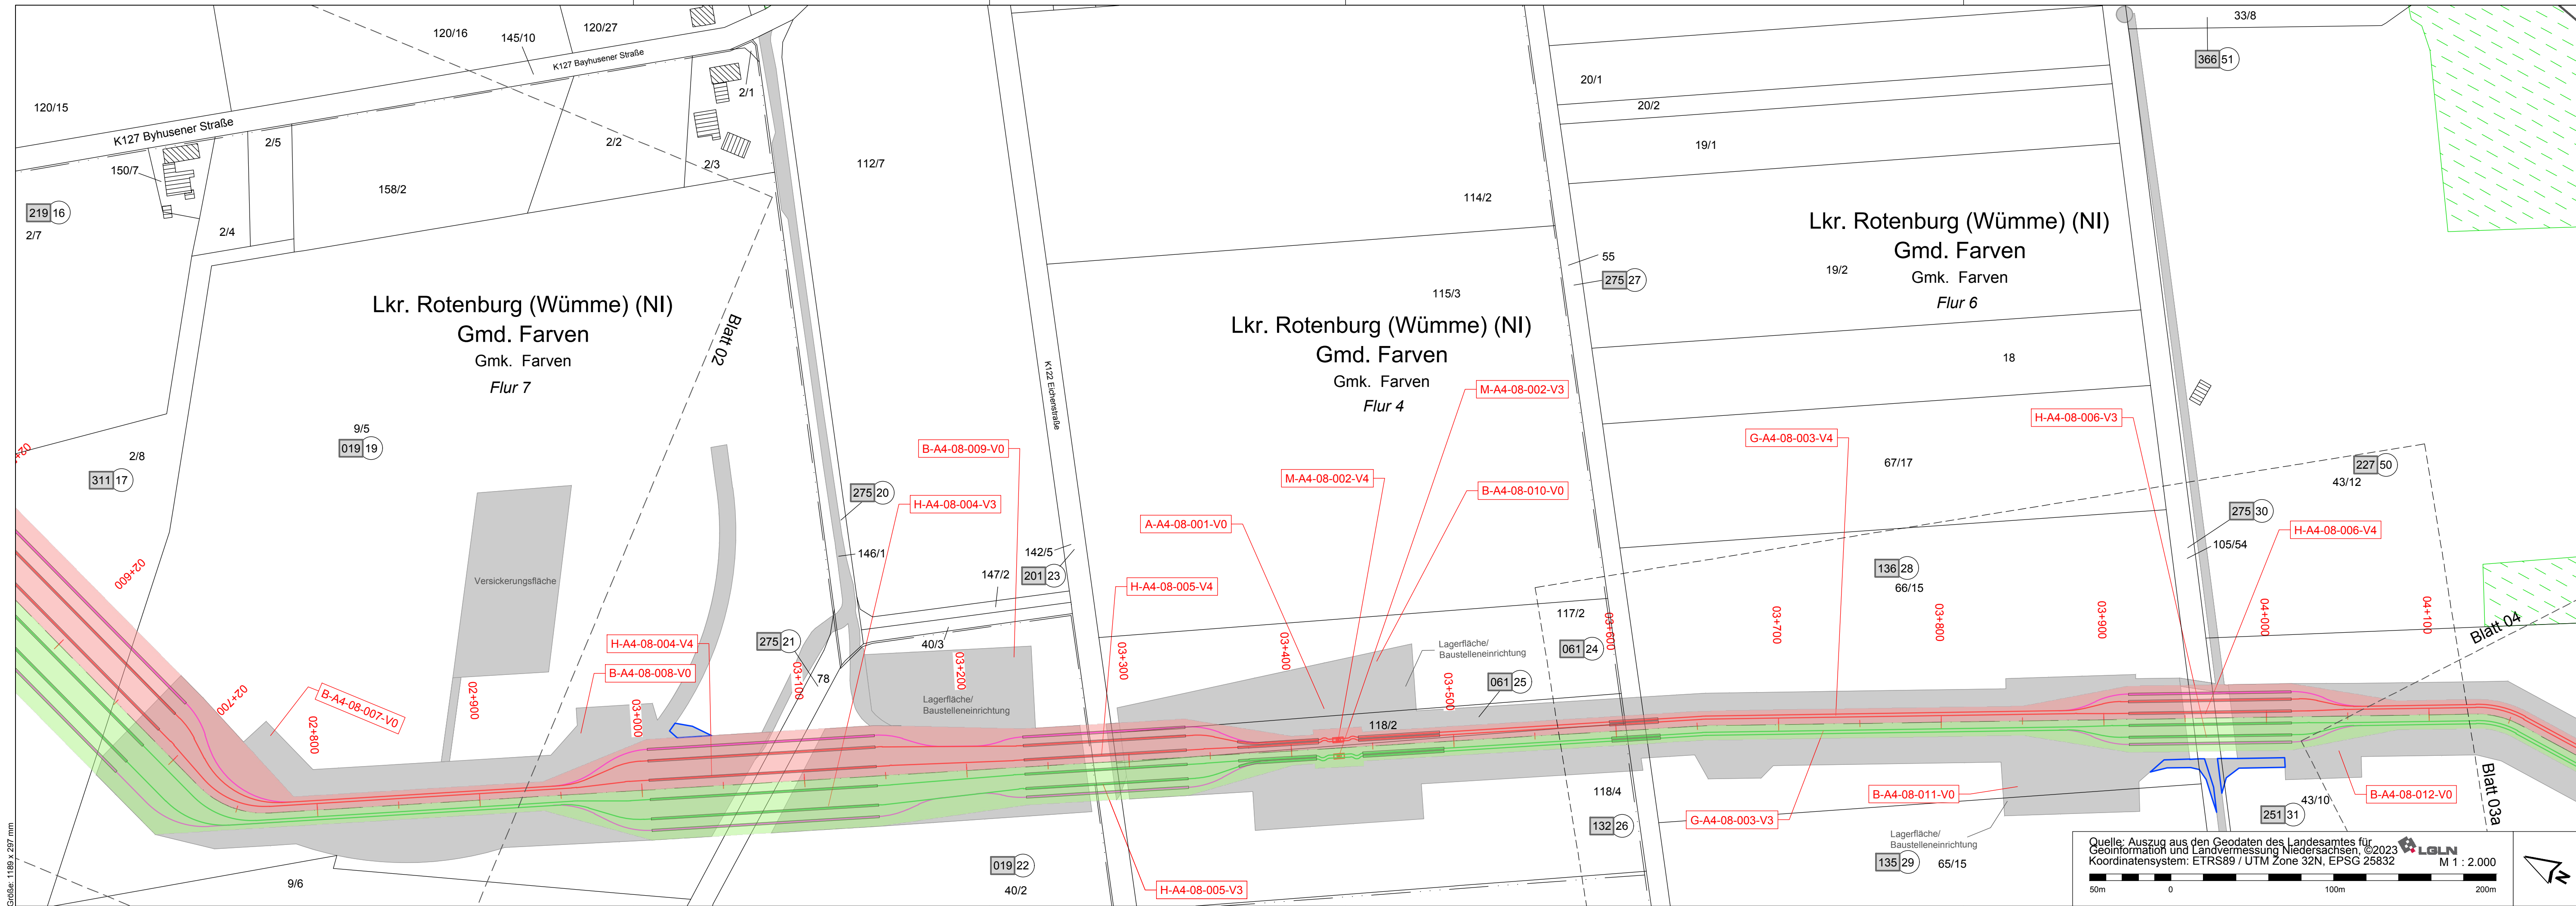 120/16
145/10
120/27
K127 Bayhusener Straße
33/8
366 51
20/1
20/2
120/15
K127 Byhusener Straße
2/5
2/2
2/1
2/3
150/7
158/2
112/7
114/2
19/1
219 16
2/7
2/4
Lkr. Rotenburg (Wümme) (NI)
Gmd. Farven
Gmk. Farven
Flur 6
55
275 27
19/2
115/3
Lkr. Rotenburg (Wümme) (NI)
Gmd. Farven
Gmk. Farven
Flur 7
Blatt 02
Lkr. Rotenburg (Wümme) (NI)
Gmd. Farven
Gmk. Farven
Flur 4
K122 Eichenstraße
18
M-A4-08-002-V3
H-A4-08-006-V3
9/5
019 19
2/8
311 17
B-A4-08-009-V0
G-A4-08-003-V4
67/17
227 50
43/12
275 20
H-A4-08-004-V3
M-A4-08-002-V4
B-A4-08-010-V0
A-A4-08-001-V0
275 30
H-A4-08-006-V4
105/54
146/1
142/5
201 23
147/2
H-A4-08-005-V4
136 28
66/15
02+600
Versickerungsfläche
117/2
H-A4-08-004-V4
275 21
40/3
78
061 24
Lagerfläche/
Baustelleneinrichtung
061 25
Blatt 04
B-A4-08-008-V0
B-A4-08-007-V0
02+700
02+800
02+900
03+000
03+100
03+200
03+300
03+400
03+500
03+600
03+700
03+800
03+900
04+000
04+100
Lagerfläche/
Baustelleneinrichtung
118/2
118/4
132 26
G-A4-08-003-V3
B-A4-08-011-V0
B-A4-08-012-V0
43/10
251 31
Blatt 03a
Lagerfläche/
Baustelleneinrichtung
135 29
65/15
9/6
019 22
40/2
H-A4-08-005-V3
Quelle: Auszug aus den Geodaten des Landesamtes für
Geoinformation und Landvermessung Niedersachsen, ©2023
LGLN
Koordinatensystem: ETRS89 / UTM Zone 32N, EPSG 25832
M 1 : 2.000
50m 0 100m 200m
N
Größe: 1189 x 297 mm